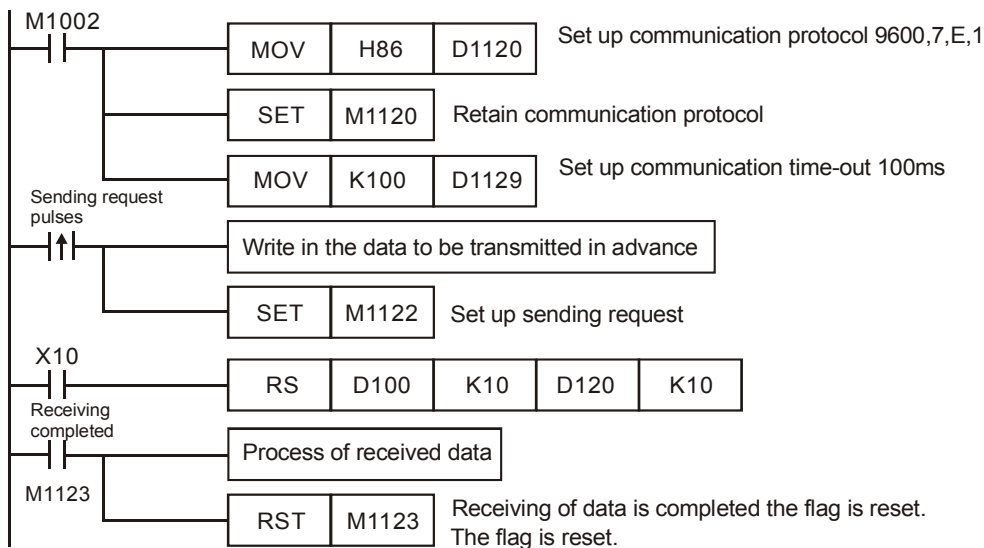 M1002
MOV H86 D1120 Set up communication protocol 9600,7,E,1
SET M1120 Retain communication protocol
MOV K100 D1129 Set up communication time-out 100ms
Sending request
pulses
Write in the data to be transmitted in advance
SET M1122 Set up sending request
X10
RS D100 K10 D120 K10
Receiving
completed
Process of received data
M1123
RST M1123 Receiving of data is completed the flag is reset.
The flag is reset.